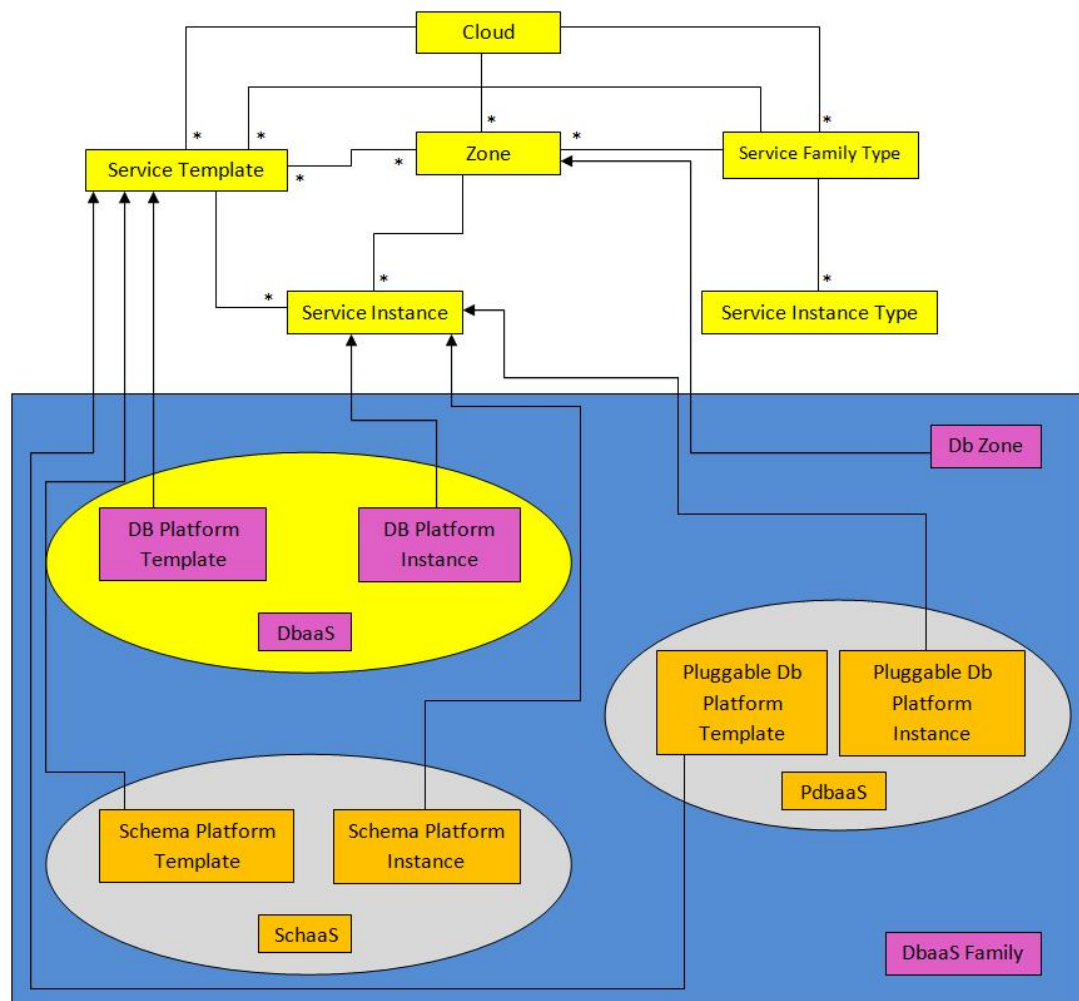 Cloud
*
*
*
*
Service Template
*
*
Zone
*
Service Family Type
*
*
*
Service Instance
Service Instance Type
Db Zone
DB Platform
Template
DB Platform
Instance
DbaaS
Pluggable Db
Platform
Template
Pluggable Db
Platform
Instance
PdbaaS
Schema Platform
Template
Schema Platform
Instance
SchaaS
DbaaS Family